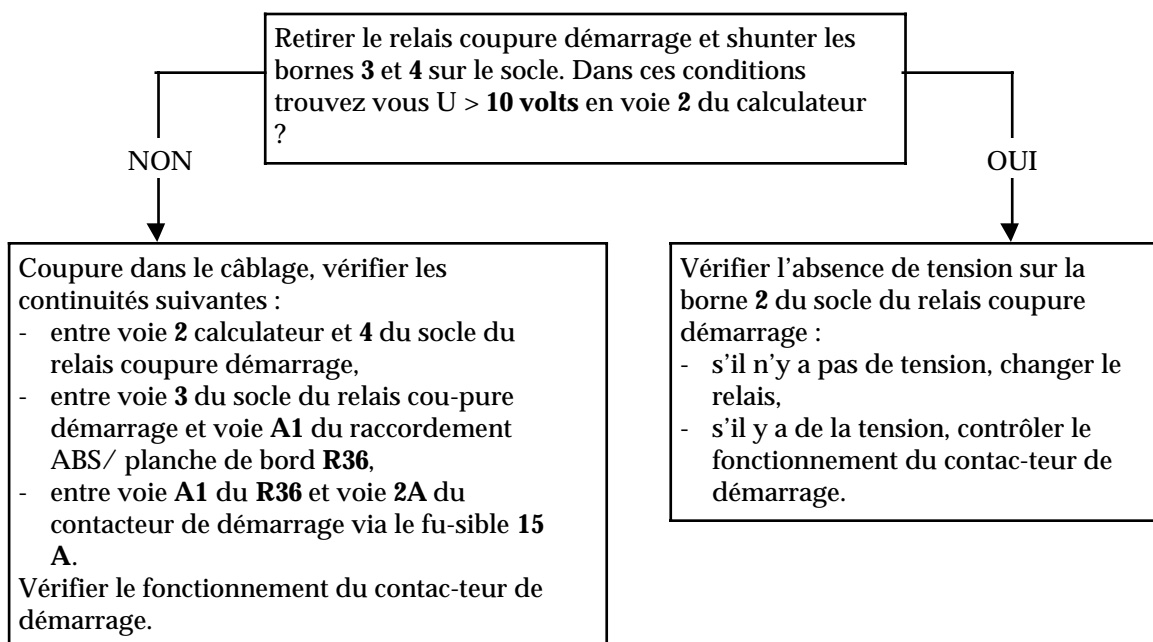 Retirer le relais coupure démarrage et shunter les
bornes 3 et 4 sur le socle. Dans ces conditions
trouvez vous U > 10 volts en voie 2 du calculateur
?
NON
OUI
Coupure dans le câblage, vérifier les
continuités suivantes :
- entre voie 2 calculateur et 4 du socle du
relais coupure démarrage,
- entre voie 3 du socle du relais cou-pure
démarrage et voie A1 du raccordement
ABS/ planche de bord R36,
- entre voie A1 du R36 et voie 2A du
contacteur de démarrage via le fu-sible 15
A.
Vérifier le fonctionnement du contac-teur de
démarrage.
Vérifier l'absence de tension sur la
borne 2 du socle du relais coupure
démarrage :
- s'il n'y a pas de tension, changer le
relais,
- s'il y a de la tension, contrôler le
fonctionnement du contac-teur de
démarrage.